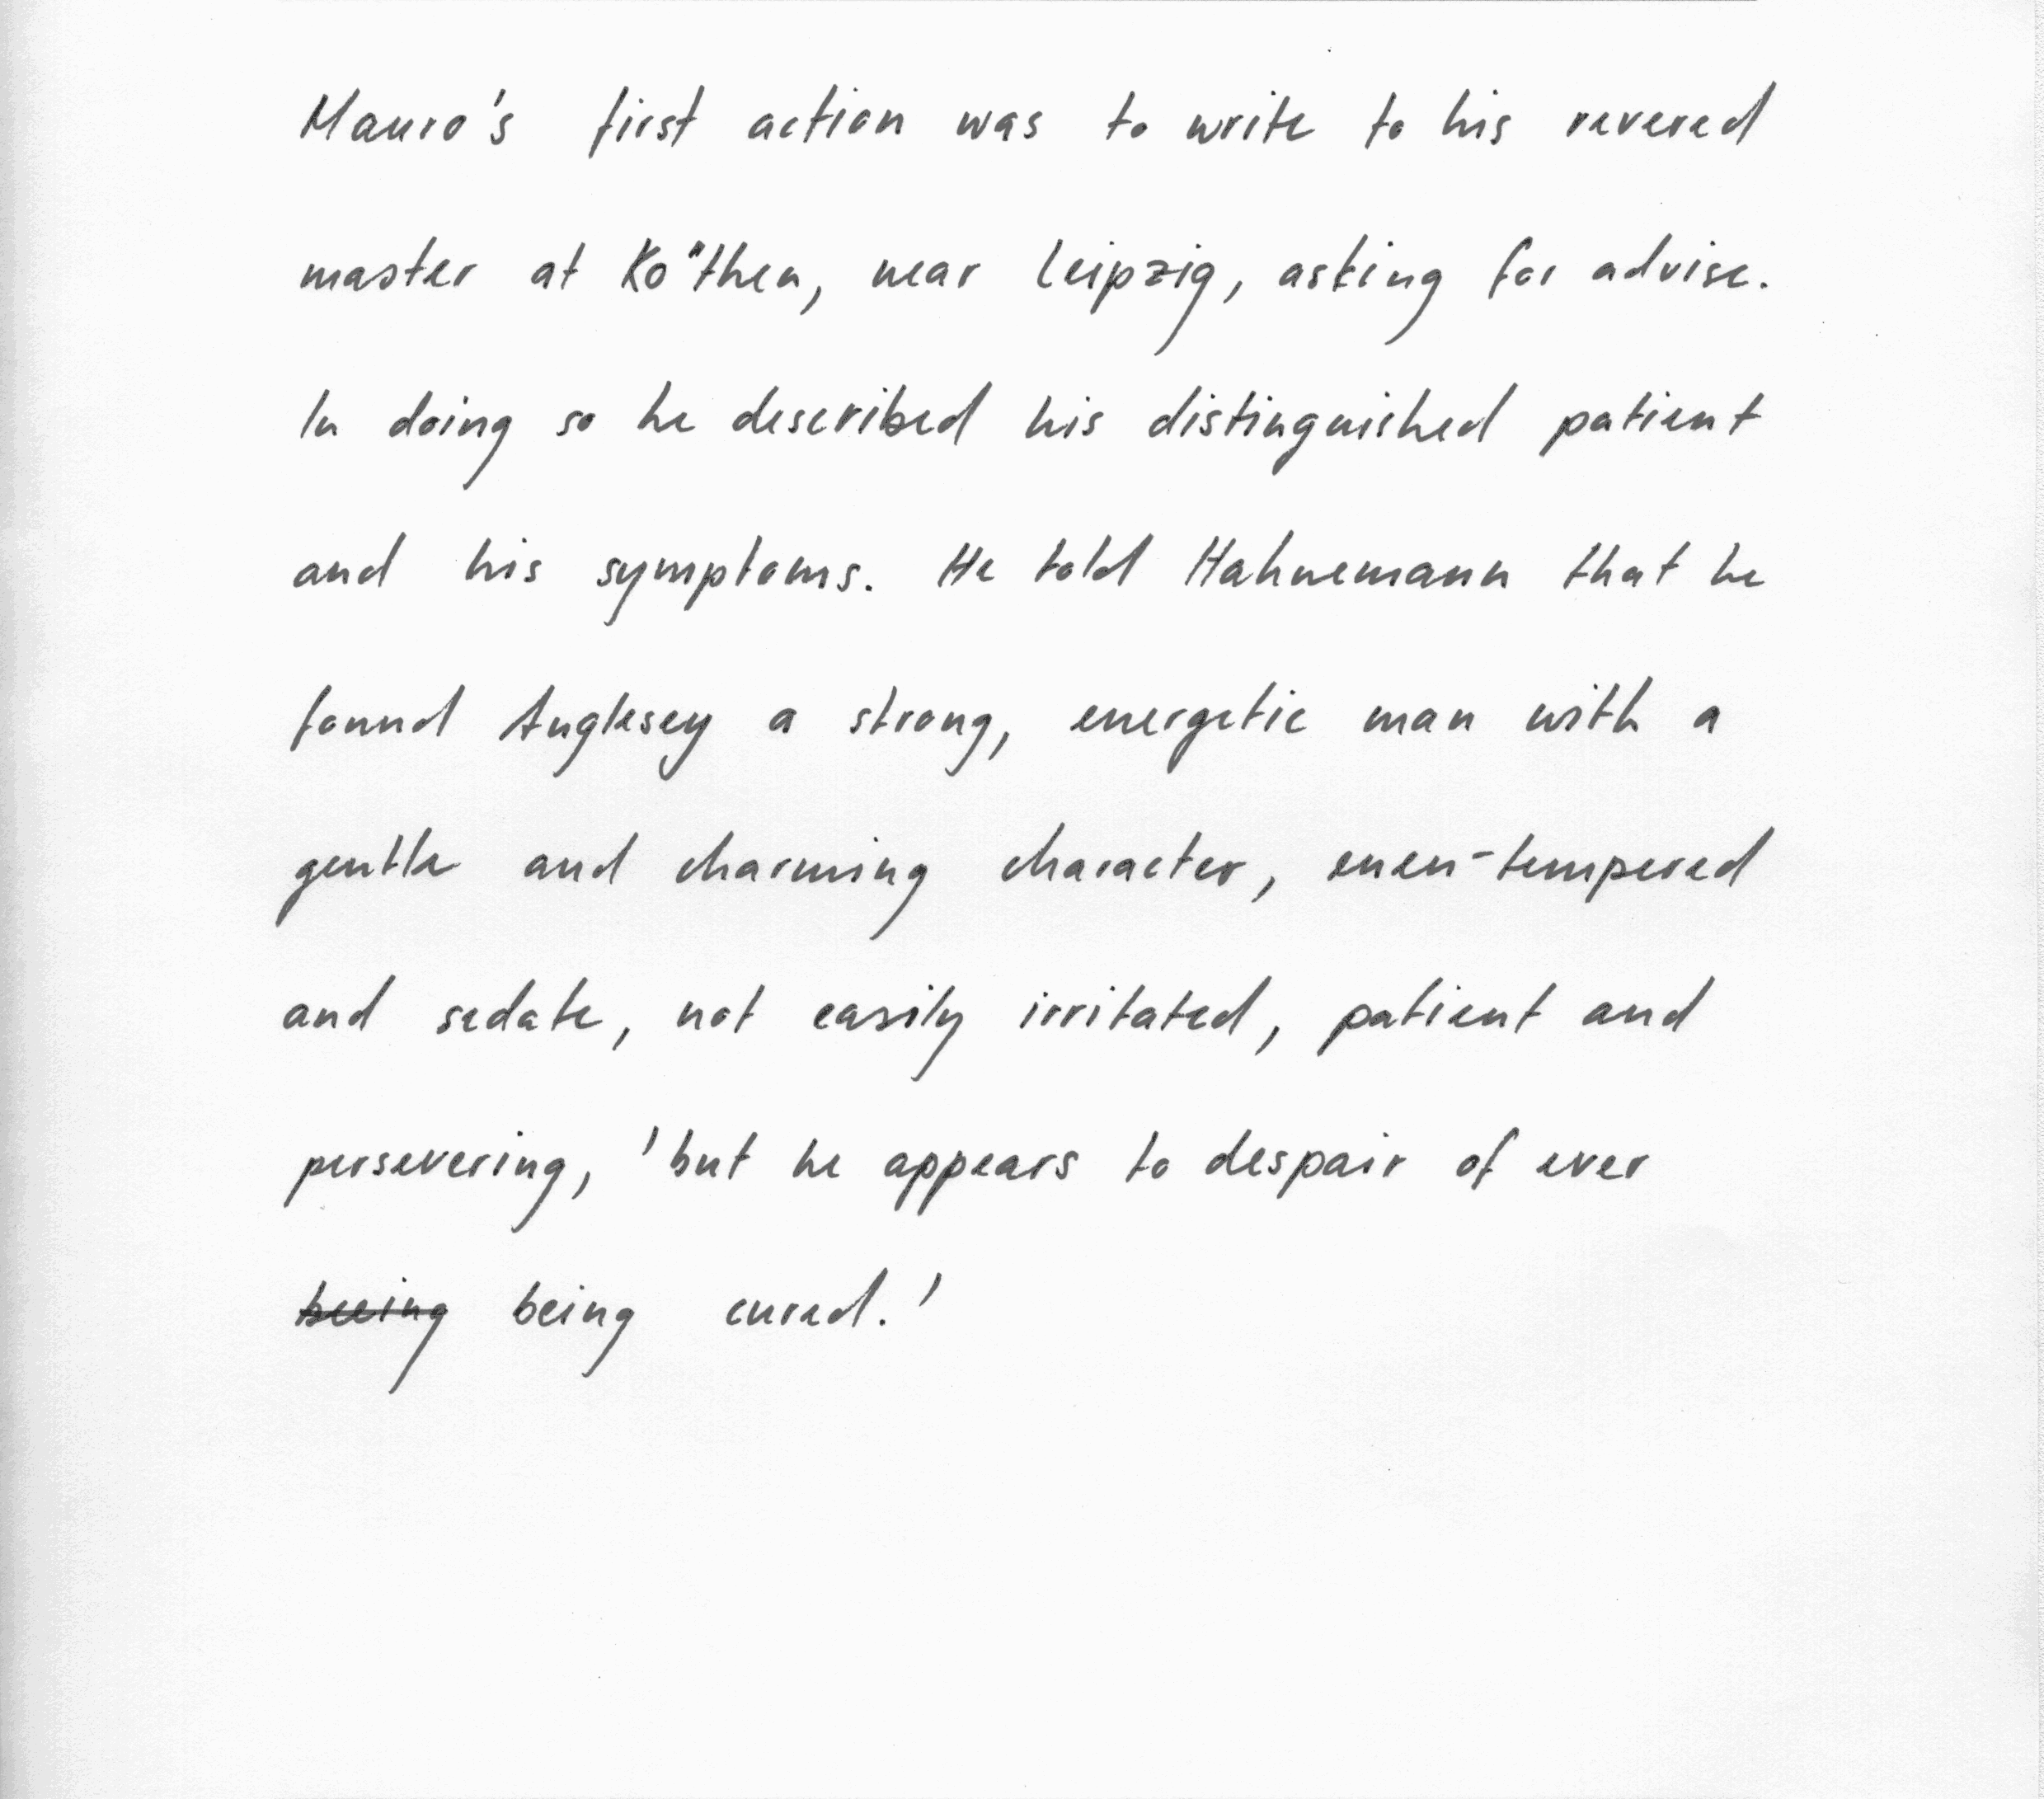 Mauro's first action was to write to his revered
master at Ko"then, near Leipzig, asking for advise.
In doing so he described his distinguished patient
and his symptoms. He told Hahnemann that he
found Anglesey a strong, energetic man with a
gentle and charming character, even-tempered
and sedate, not easily irritated, patient and
persevering, 'but he appears to despair of ever
beeing being cured.'